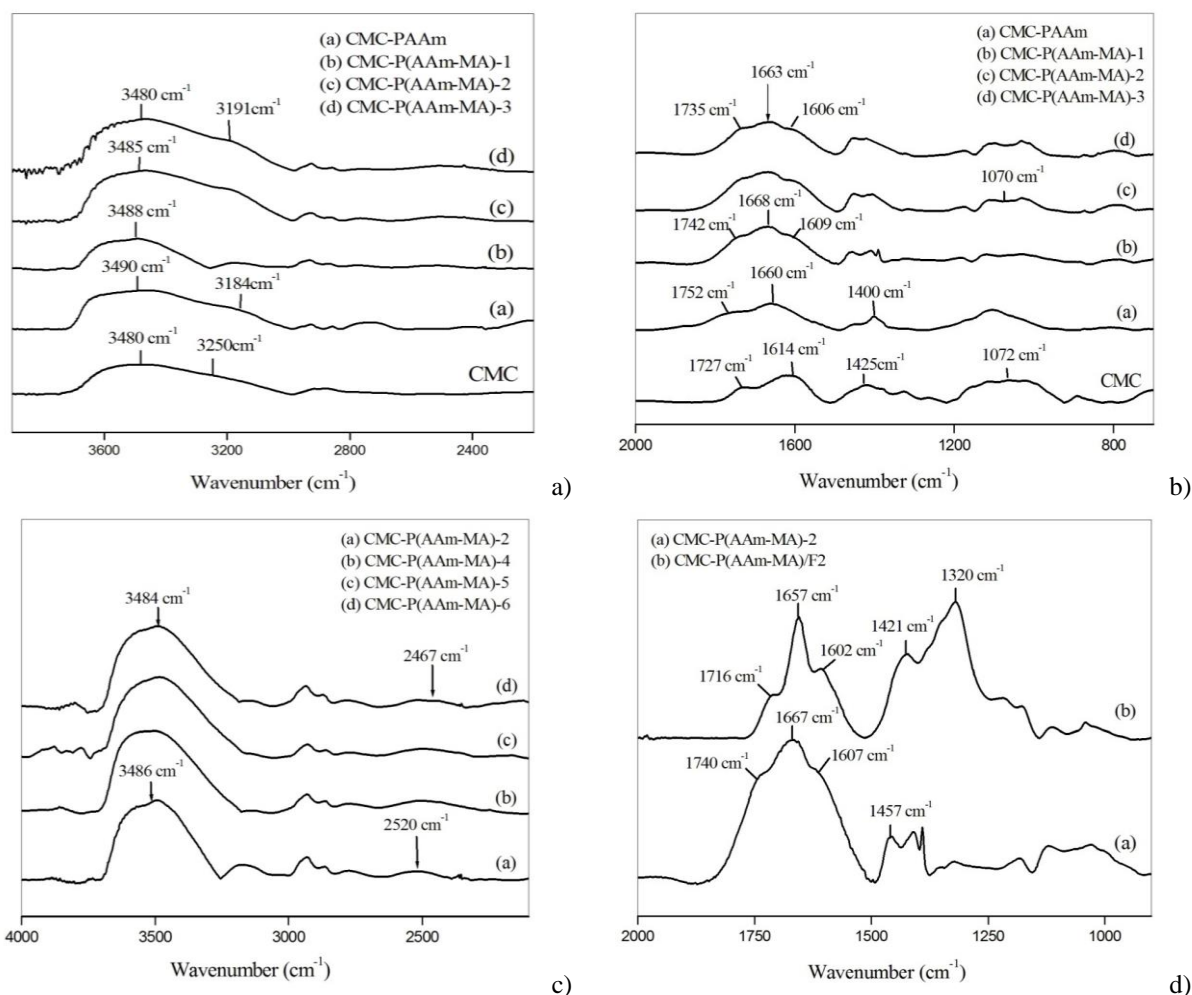 (a) CMC-PAAm
(b) CMC-P(AAm-MA)-1
(c) CMC-P(AAm-MA)-2
(d) CMC-P(AAm-MA)-3
3480 cm-1
3191cm-1
(d)
3485 cm-1
(c)
3488 cm-1
(b)
3490 cm-1
3184cm-1
(a)
3480 cm-1
3250cm-1
CMC
3600 3200 2800 2400
Wavenumber (cm-1)
a)
(a) CMC-PAAm
(b) CMC-P(AAm-MA)-1
(c) CMC-P(AAm-MA)-2
(d) CMC-P(AAm-MA)-3
1663 cm-1
1735 cm-1
1606 cm-1
(d)
1070 cm-1
(c)
1668 cm-1
1742 cm-1
1609 cm-1
(b)
1660 cm-1
1752 cm-1
1400 cm-1
(a)
1727 cm-1
1614 cm-1
1425cm-1
1072 cm-1
CMC
2000 1600 1200 800
Wavenumber (cm-1)
b)
(a) CMC-P(AAm-MA)-2
(b) CMC-P(AAm-MA)-4
(c) CMC-P(AAm-MA)-5
(d) CMC-P(AAm-MA)-6
3484 cm-1
2467 cm-1
(d)
(c)
3486 cm-1
(b)
2520 cm-1
(a)
4000 3500 3000 2500
Wavenumber (cm-1)
c)
(a) CMC-P(AAm-MA)-2
(b) CMC-P(AAm-MA)/F2
1320 cm-1
1657 cm-1
1421 cm-1
1602 cm-1
1716 cm-1
(b)
1667 cm-1
1740 cm-1
1607 cm-1
1457 cm-1
(a)
2000 1750 1500 1250 1000
Wavenumber (cm-1)
d)